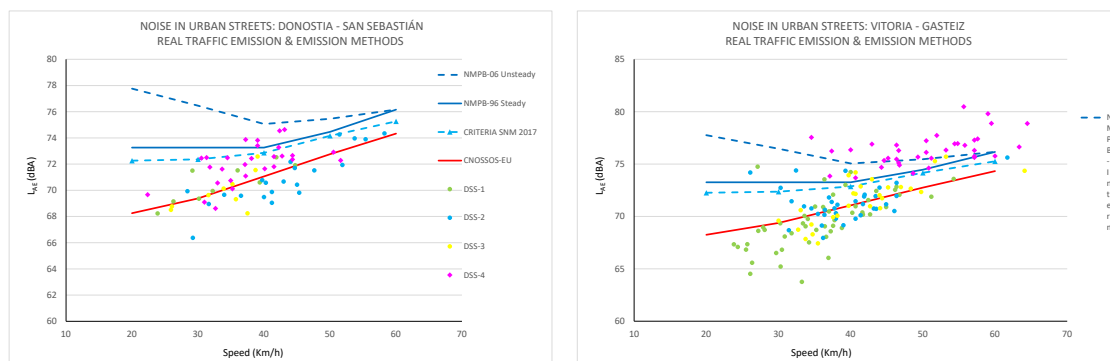 NOISE IN URBAN STREETS: DONOSTIA - SAN SEBASTIÁN
REAL TRAFFIC EMISSION & EMISSION METHODS
80
78
76
74
72
70
68
66
64
62
60
LAE (dBA)
10
20
30
40
50
60
70
Speed (Km/h)
NMPB-06 Unsteady
NMPB-96 Steady
CRITERIA SNM 2017
CNOSSOS-EU
DSS-1
DSS-2
DSS-3
DSS-4
NOISE IN URBAN STREETS: VITORIA - GASTEIZ
REAL TRAFFIC EMISSION & EMISSION METHODS
85
80
75
70
65
60
LAE (dBA)
10
20
30
40
50
60
70
Speed (Km/h)
N
M
P